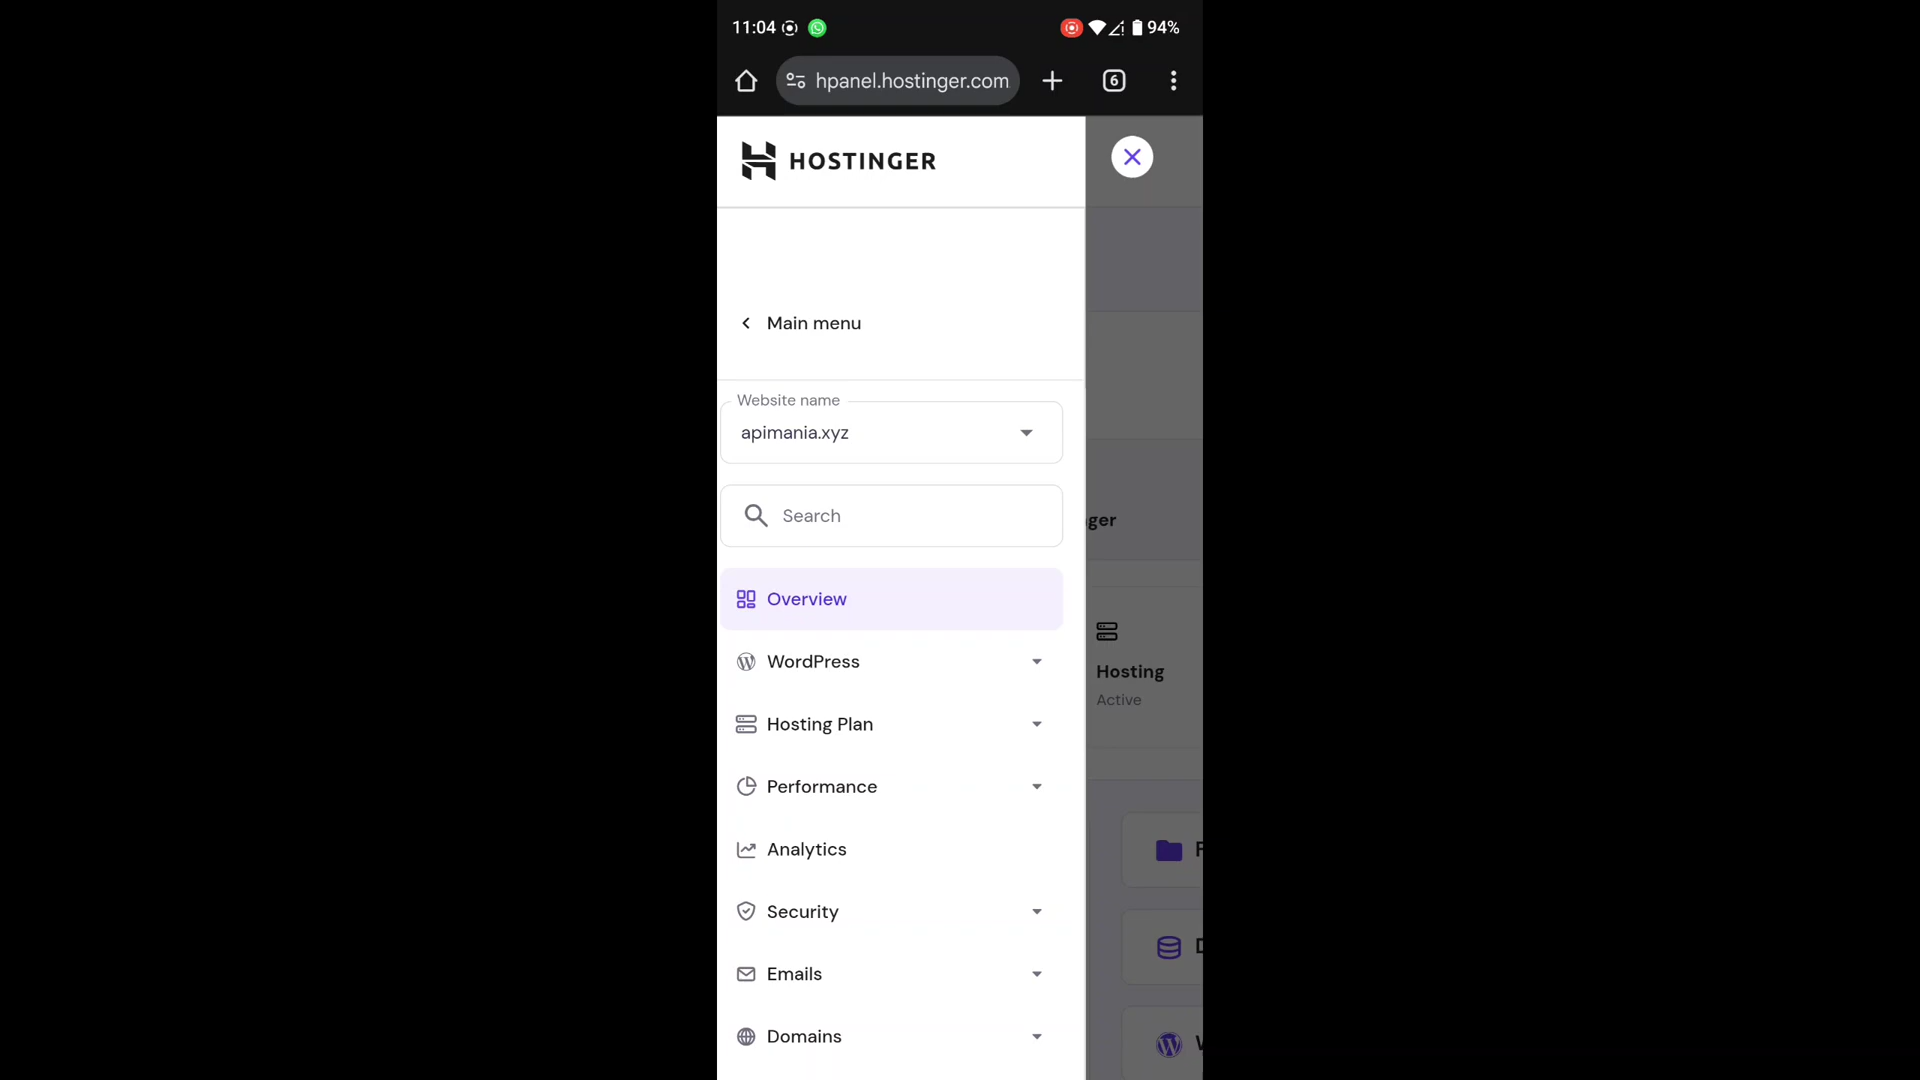 11:04
94%
hpanel.hostinger.com
6
HOSTINGER
Main menu
Website name
apimania.xyz
Search
ger
Overview
WordPress
Hosting
Active
Hosting Plan
Performance
Analytics
Security
Emails
Domains